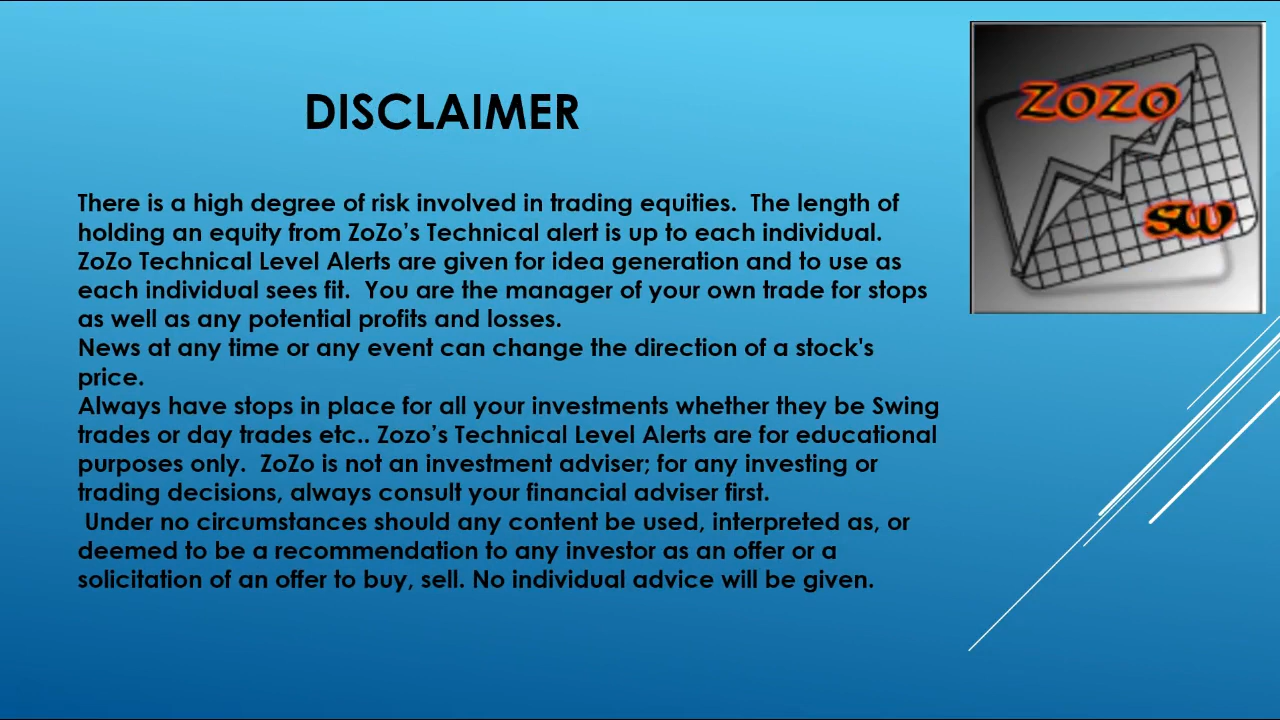 ZoZo
SW
DISCLAIMER
There is a high degree of risk involved in trading equities.  The length of
holding an equity from ZoZo’s Technical alert is up to each individual.
ZoZo Technical Level Alerts are given for idea generation and to use as
each individual sees fit.  You are the manager of your own trade for stops
as well as any potential profits and losses.
News at any time or any event can change the direction of a stock's
price.
Always have stops in place for all your investments whether they be Swing
trades or day trades etc.. Zozo’s Technical Level Alerts are for educational
purposes only.  ZoZo is not an investment adviser; for any investing or
trading decisions, always consult your financial adviser first.
Under no circumstances should any content be used, interpreted as, or
deemed to be a recommendation to any investor as an offer or a
solicitation of an offer to buy, sell. No individual advice will be given.